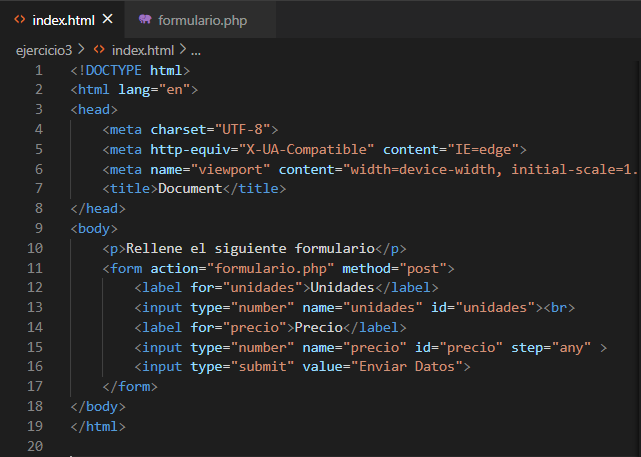 index.html × formulario.php
ejercicio3 > <> index.html > ...
1 <!DOCTYPE html>
2 <html lang="en">
3 <head>
4     <meta charset="UTF-8">
5     <meta http-equiv="X-UA-Compatible" content="IE=edge">
6     <meta name="viewport" content="width=device-width, initial-scale=1.
7     <title>Document</title>
8 </head>
9 <body>
10     <p>Rellene el siguiente formulario</p>
11     <form action="formulario.php" method="post">
12         <label for="unidades">Unidades</label>
13         <input type="number" name="unidades" id="unidades"><br>
14         <label for="precio">Precio</label>
15         <input type="number" name="precio" id="precio" step="any" >
16         <input type="submit" value="Enviar Datos">
17     </form>
18 </body>
19 </html>
20